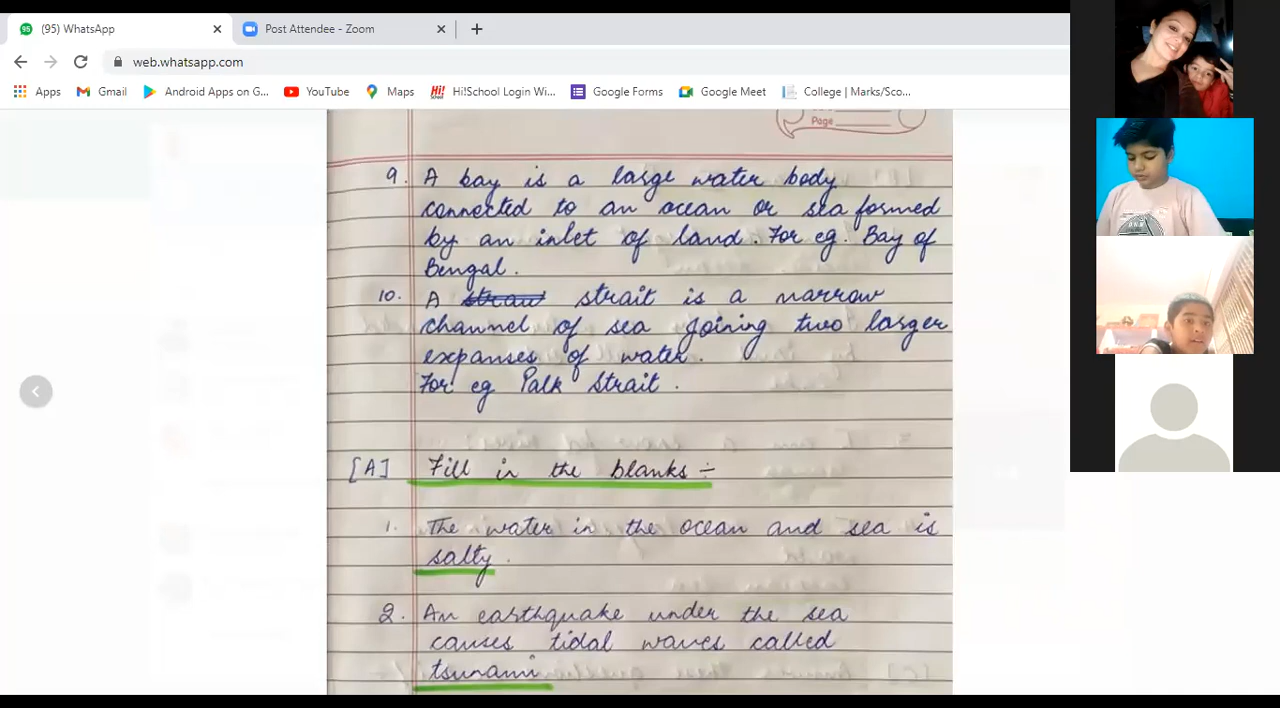 95
(95) WhatsApp
Post Attendee - Zoom
web.whatsapp.com
Apps
Gmail
Android Apps on G...
YouTube
Maps
Hi! Hi!School Login Wi...
Google Forms
Google Meet
College | Marks/Sco...
Page
9. A bay is a large water body
connected to an ocean or sea formed
by an inlet of land. For eg. Bay of
Bengal.
10. A straw strait is a narrow
channel of sea joining two larger
expanses of water.
For eg Palk Strait.
[A] Fill in the blanks :-
1. The water in the ocean and sea is
salty.
2. An earthquake under the sea
causes tidal waves called
tsunami